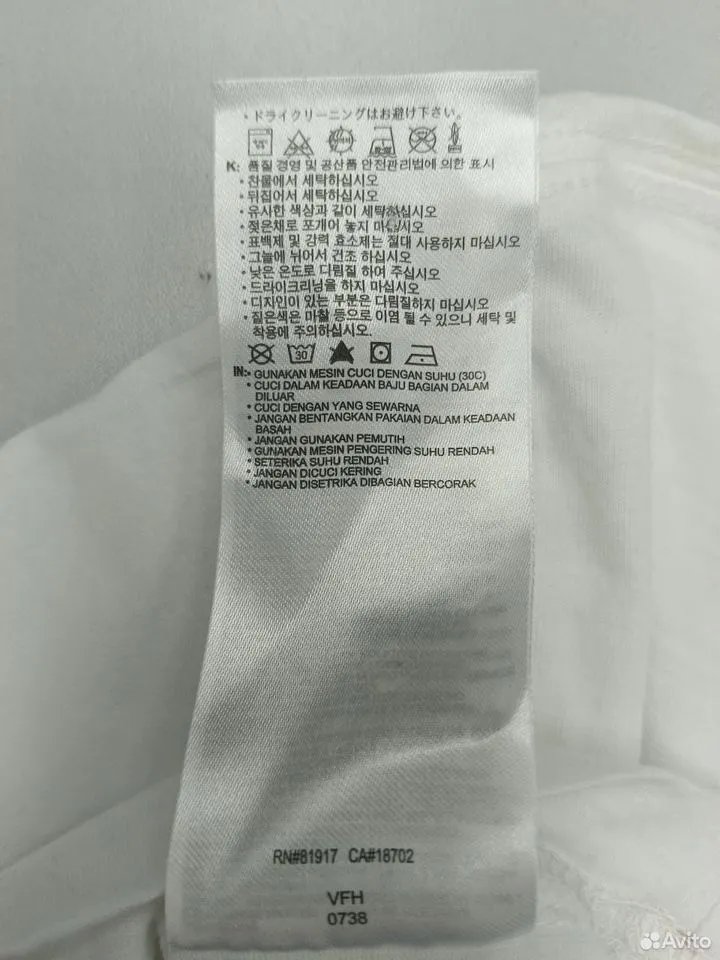 ・ドライクリーニングはお避け下さい。
K: 품질 경영 및 공산품 안전관리법에 의한 표시
• 찬물에서 세탁하십시오
• 뒤집어서 세탁하십시오
• 유사한 색상과 같이 세탁하십시오
• 젖은채로 포개어 놓지 마십시오
• 표백제 및 강력 효소제는 절대 사용하지 마십시오
• 그늘에 뉘어서 건조 하십시오
• 낮은 온도로 다림질 하여 주십시오
• 드라이크리닝을 하지 마십시오
• 디자인이 있는 부분은 다림질하지 마십시오
• 짙은색은 마찰 등으로 이염 될 수 있으니 세탁 및
착용에 주의하십시오.
30
IN: • GUNAKAN MESIN CUCI DENGAN SUHU (30C)
• CUCI DALAM KEADAAN BAJU BAGIAN DALAM
DILUAR
• CUCI DENGAN YANG SEWARNA
• JANGAN BENTANGKAN PAKAIAN DALAM KEADAAN
BASAH
• JANGAN GUNAKAN PEMUTIH
• GUNAKAN MESIN PENGERING SUHU RENDAH
• SETERIKA SUHU RENDAH
• JANGAN DICUCI KERING
• JANGAN DISETRIKA DIBAGIAN BERCORAK
RN#81917 CA#18702
VFH
0738
Avito